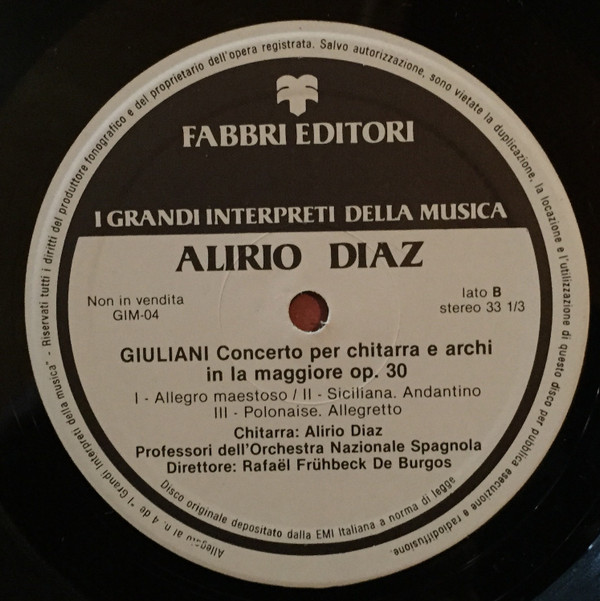 Allegato al n. 4 de "I Grandi Interpreti della musica" - Riservati tutti i diritti del produttore fonografico e del proprietario dell'opera registrata. Salvo autorizzazione, sono vietate la duplicazione, la locazione e l'utilizzazione di questo disco per pubblica esecuzione e radiodiffusione.
FABBRI EDITORI
I GRANDI INTERPRETI DELLA MUSICA
ALIRIO DIAZ
Non in vendita
GIM-04
lato B
stereo 33 1/3
GIULIANI Concerto per chitarra e archi
in la maggiore op. 30
I - Allegro maestoso / II - Siciliana. Andantino
III - Polonaise. Allegretto
Chitarra: Alirio Diaz
Professori dell'Orchestra Nazionale Spagnola
Direttore: Rafaël Frühbeck De Burgos
Disco originale depositato dalla EMI Italiana a norma di legge